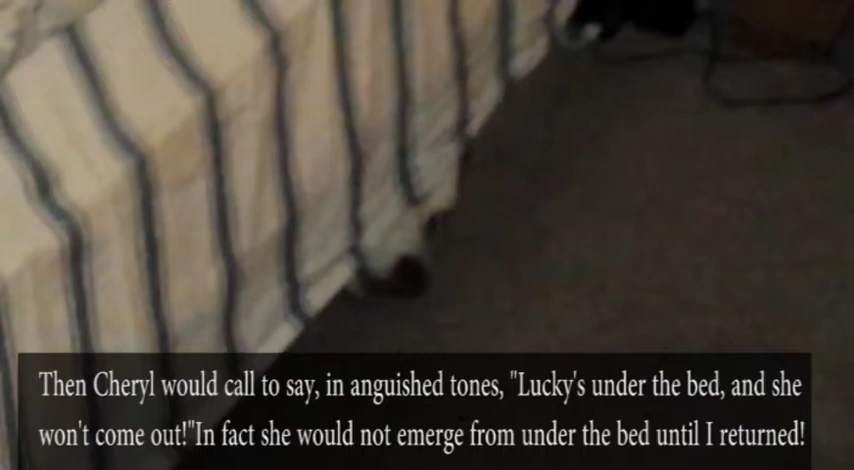 Then Cheryl would call to say, in anguished tones, "Lucky's under the bed, and she
won't come out!"In fact she would not emerge from under the bed until I returned!